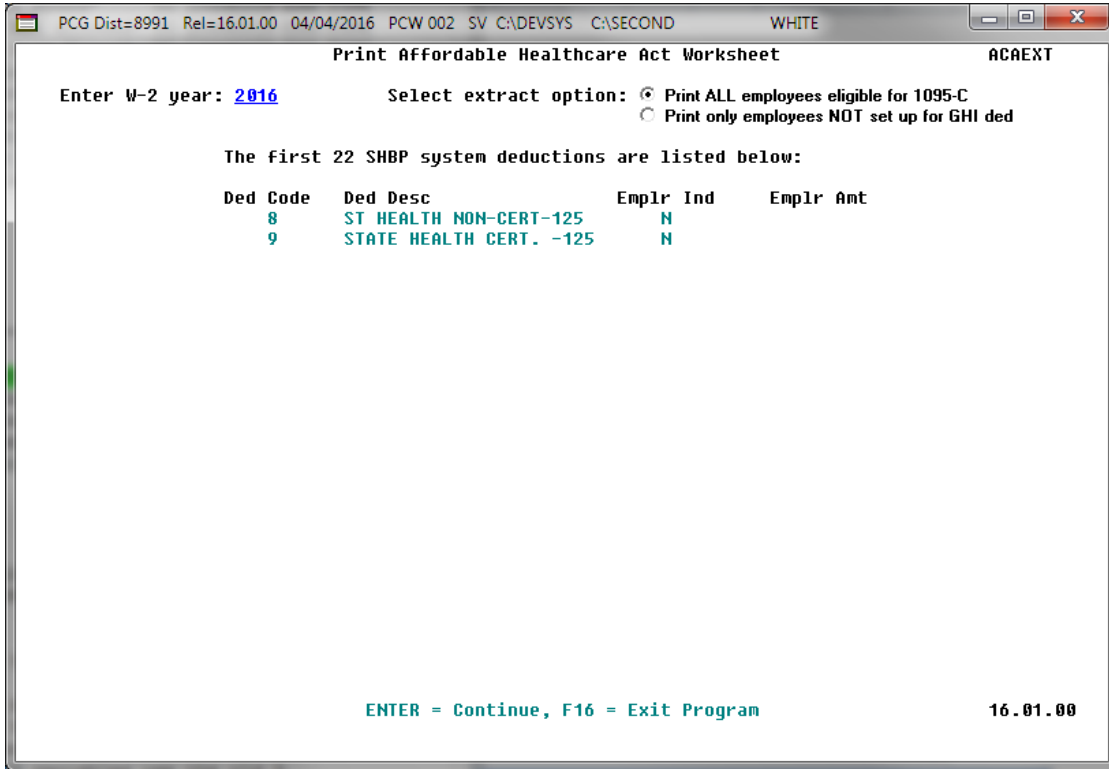 PCG Dist=8991 Rel=16.01.00 04/04/2016 PCW 002 SV C:\DEVSYS C:\SECOND WHITE
Print Affordable Healthcare Act Worksheet ACAEXT
Enter W-2 year: 2016 Select extract option: Print ALL employees eligible for 1095-C
Print only employees NOT set up for GHI ded
The first 22 SHBP system deductions are listed below:
Ded Code Ded Desc Emplr Ind Emplr Amt
8 ST HEALTH NON-CERT-125 N
9 STATE HEALTH CERT. -125 N
ENTER = Continue, F16 = Exit Program 16.01.00